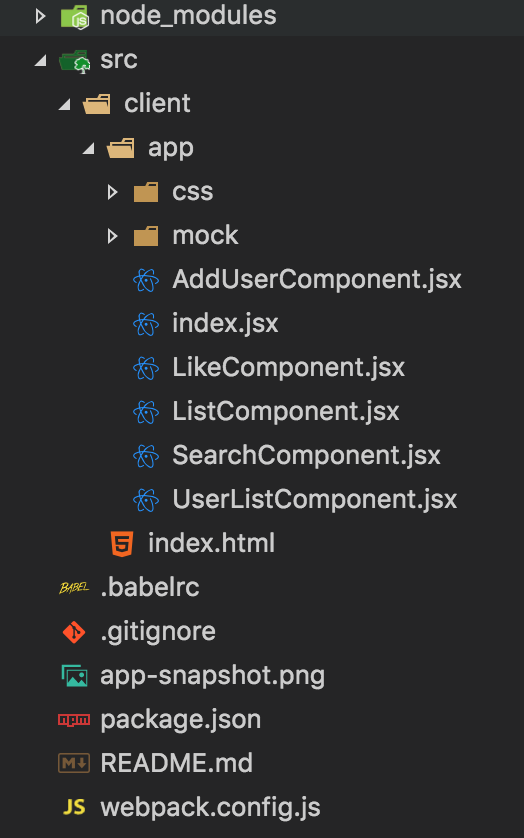 node_modules
src
client
app
css
mock
AddUserComponent.jsx
index.jsx
LikeComponent.jsx
ListComponent.jsx
SearchComponent.jsx
UserListComponent.jsx
index.html
BABEL .babelrc
.gitignore
app-snapshot.png
npm package.json
M README.md
JS webpack.config.js